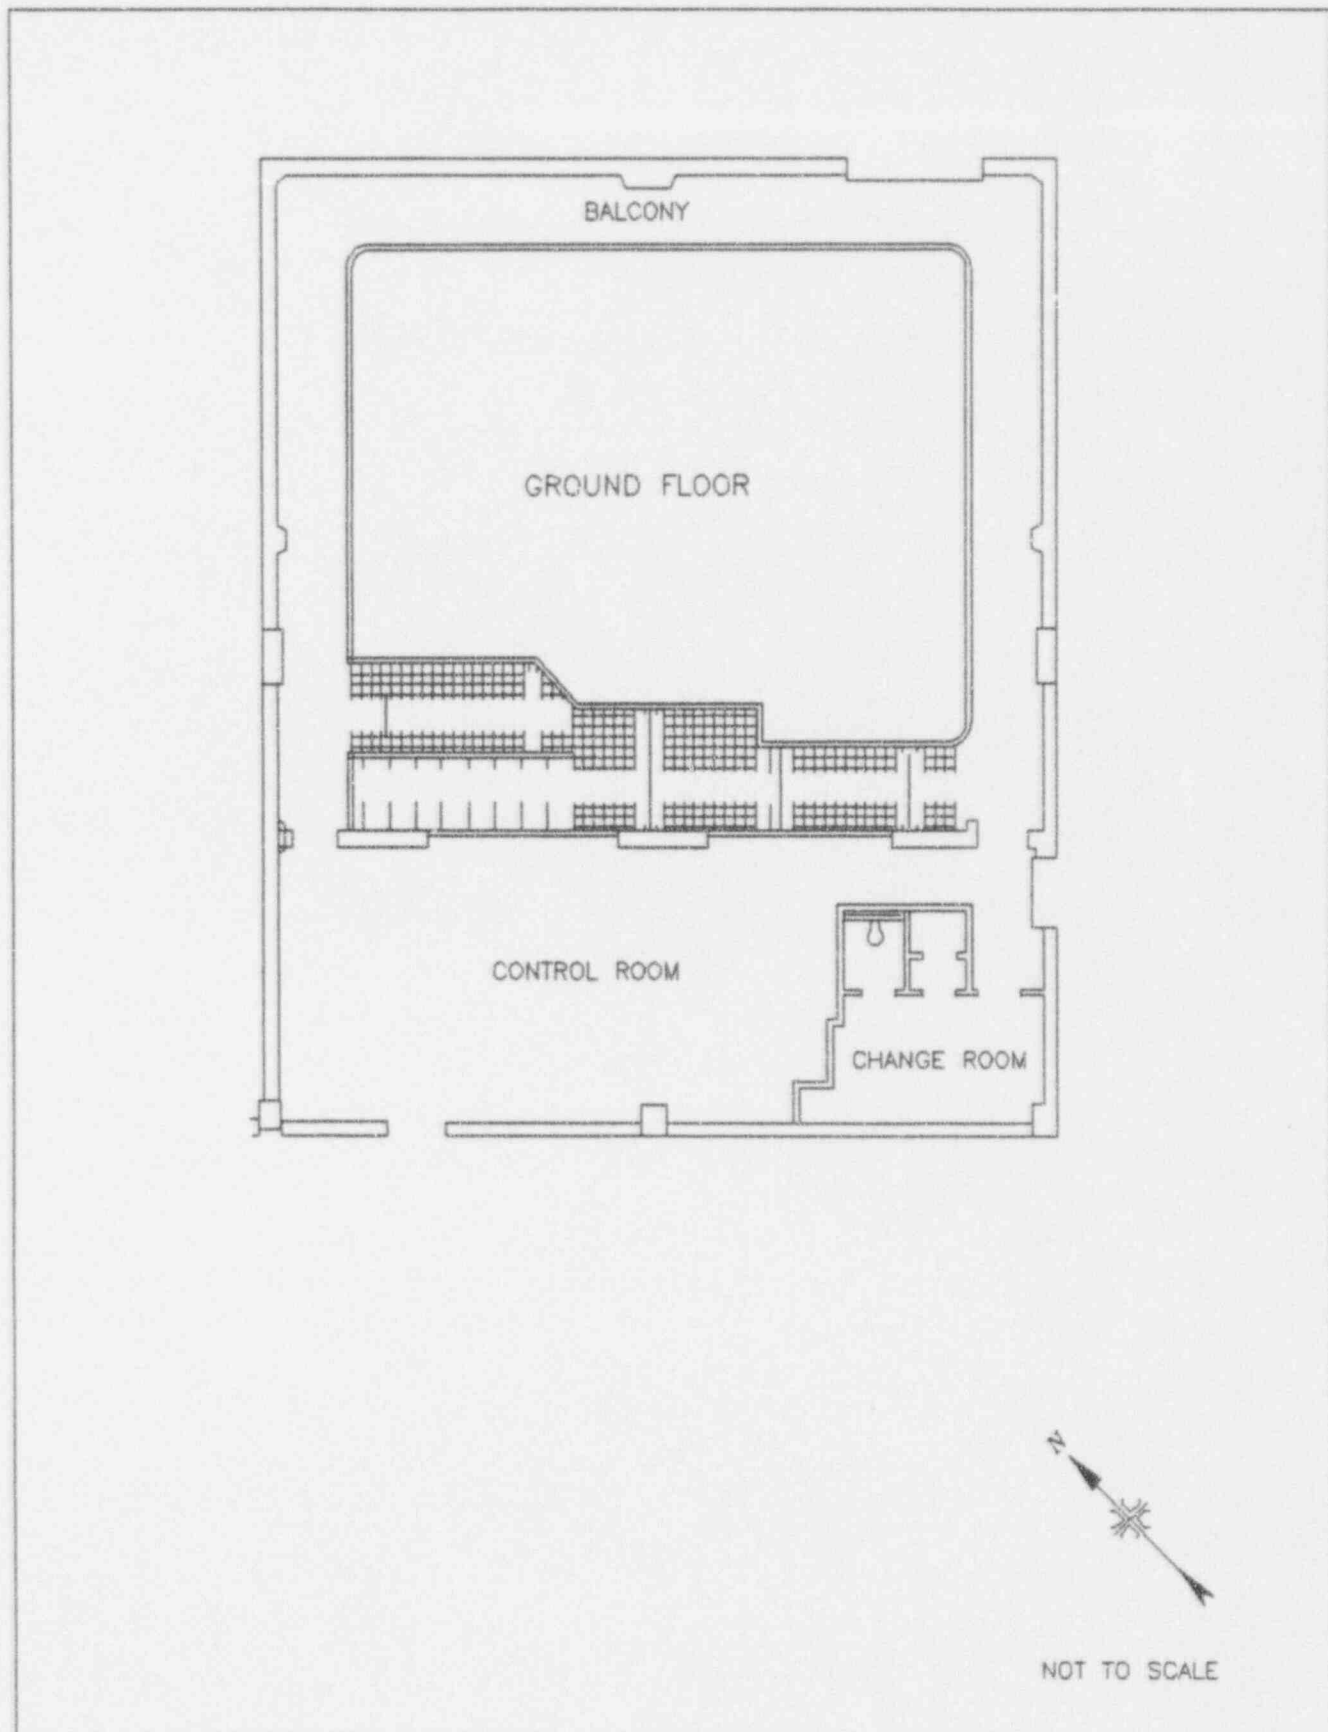 BALCONY
GROUND FLOOR
CONTROL ROOM
CHANGE ROOM
N
NOT TO SCALE